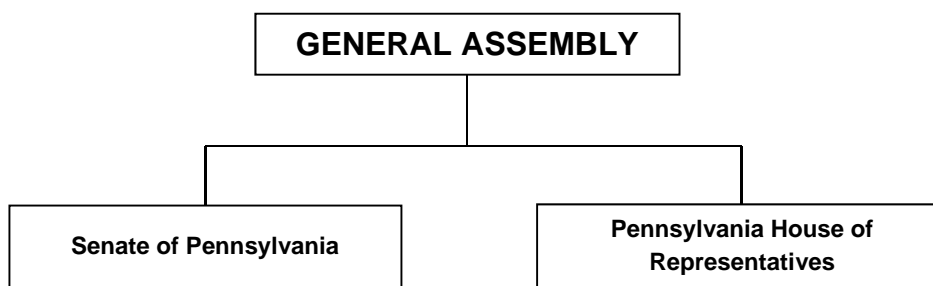 GENERAL ASSEMBLY
Senate of Pennsylvania
Pennsylvania House of
Representatives